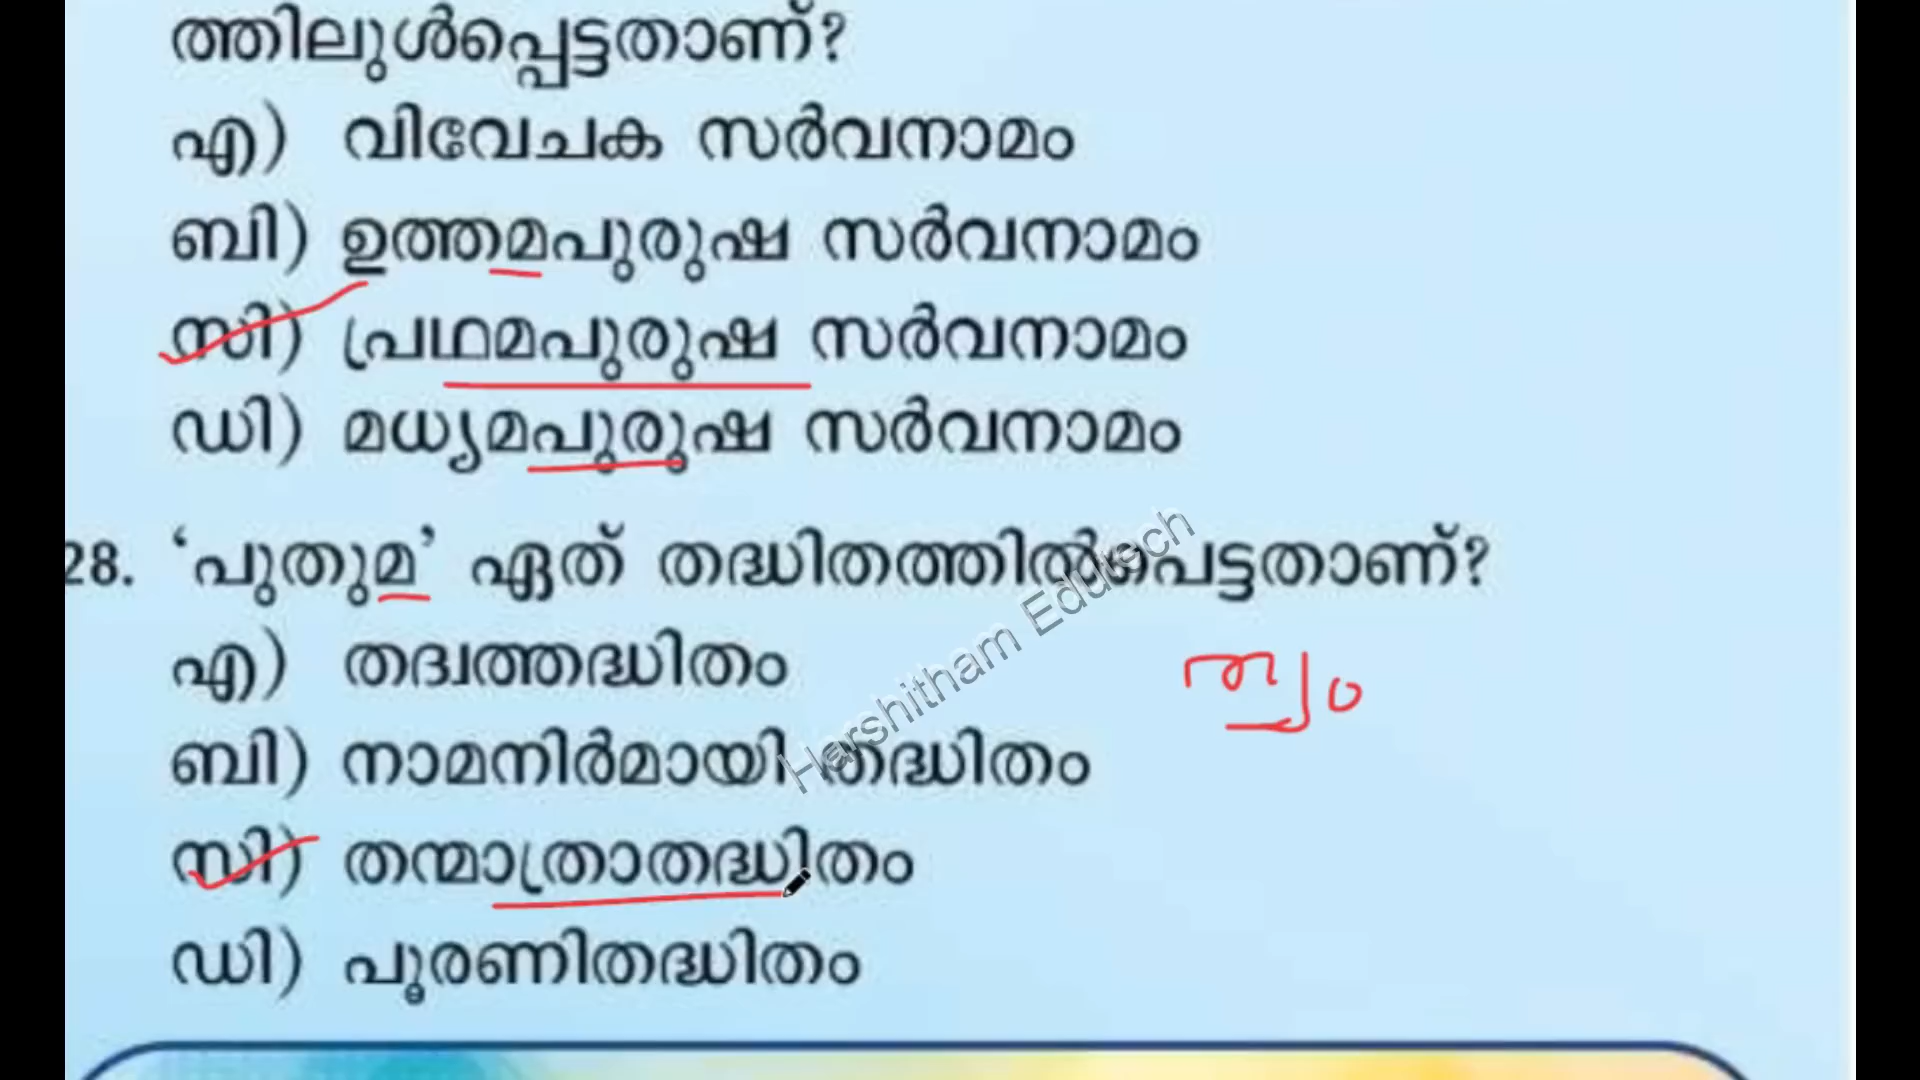 ത്തിലുൾപ്പെട്ടതാണ്?
എ) വിവേചക സർവനാമം
ബി) ഉത്തമപുരുഷ സർവനാമം
സി) പ്രഥമപുരുഷ സർവനാമം
ഡി) മധ്യമപുരുഷ സർവനാമം
28. ‘പുതുമ’ ഏത് തദ്ധിതത്തിൽപെട്ടതാണ്?
എ) തദ്വത്തദ്ധിതം
ബി) നാമനിർമായി തദ്ധിതം
സി) തന്മാത്രാതദ്ധിതം
ഡി) പൂരണിതദ്ധിതം
Harshitham Edutech